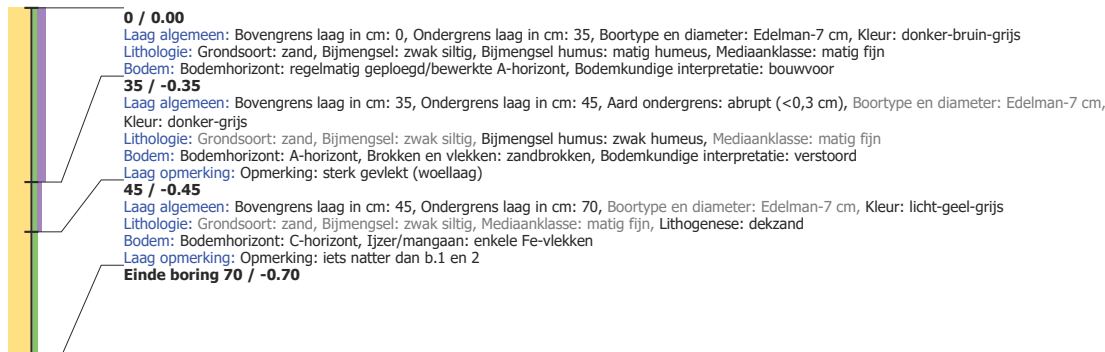 0 / 0.00
Laag algemeen: Bovengrens laag in cm: 0, Ondergrens laag in cm: 35, Boortype en diameter: Edelman-7 cm, Kleur: donker-bruin-grijs
Lithologie: Grondsoort: zand, Bijmengsel: zwak siltig, Bijmengsel humus: matig humeus, Mediaanklasse: matig fijn
Bodem: Bodemhorizont: regelmatig geploegd/bewerkte A-horizont, Bodemkundige interpretatie: bouwvoor
35 / -0.35
Laag algemeen: Bovengrens laag in cm: 35, Ondergrens laag in cm: 45, Aard ondergrens: abrupt (<0,3 cm), Boortype en diameter: Edelman-7 cm,
Kleur: donker-grijs
Lithologie: Grondsoort: zand, Bijmengsel: zwak siltig, Bijmengsel humus: zwak humeus, Mediaanklasse: matig fijn
Bodem: Bodemhorizont: A-horizont, Brokken en vlekken: zandbrokken, Bodemkundige interpretatie: verstoord
Laag opmerking: Opmerking: sterk gevlekt (woellaag)
45 / -0.45
Laag algemeen: Bovengrens laag in cm: 45, Ondergrens laag in cm: 70, Boortype en diameter: Edelman-7 cm, Kleur: licht-geel-grijs
Lithologie: Grondsoort: zand, Bijmengsel: zwak siltig, Mediaanklasse: matig fijn, Lithogenese: dekzand
Bodem: Bodemhorizont: C-horizont, Ijzer/mangaan: enkele Fe-vlekken
Laag opmerking: Opmerking: iets natter dan b.1 en 2
Einde boring 70 / -0.70